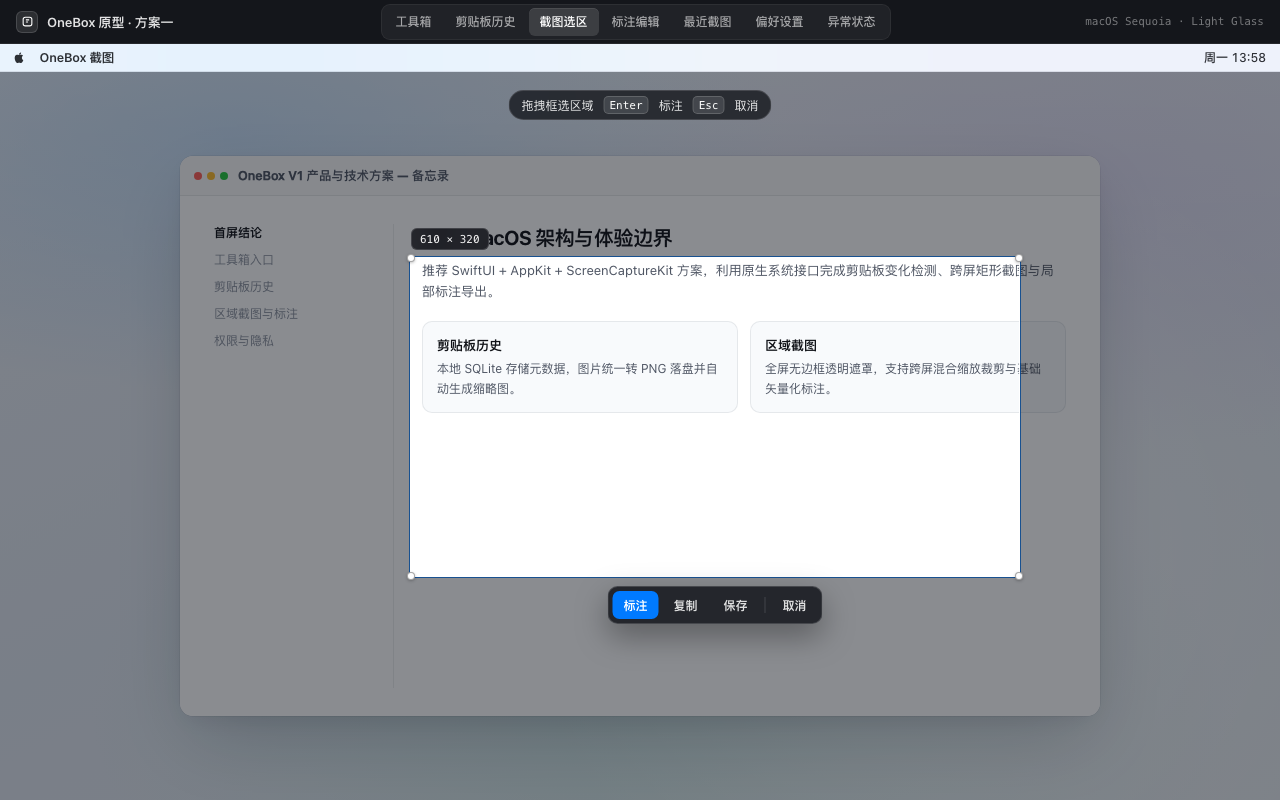 OneBox 原型 · 方案一
工具箱 剪贴板历史 截图选区 标注编辑 最近截图 偏好设置 异常状态
macOS Sequoia · Light Glass
OneBox 截图
周一 13:58
拖拽框选区域 Enter 标注 Esc 取消
OneBox V1 产品与技术方案 — 备忘录
首屏结论
工具箱入口
剪贴板历史
区域截图与标注
权限与隐私
610 × 320
acOS 架构与体验边界
推荐 SwiftUI + AppKit + ScreenCaptureKit 方案，利用原生系统接口完成剪贴板变化检测、跨屏矩形截图与局
部标注导出。
剪贴板历史
本地 SQLite 存储元数据，图片统一转 PNG 落盘并自
动生成缩略图。
区域截图
全屏无边框透明遮罩，支持跨屏混合缩放裁剪与基础
矢量化标注。
标注 复制 保存 取消